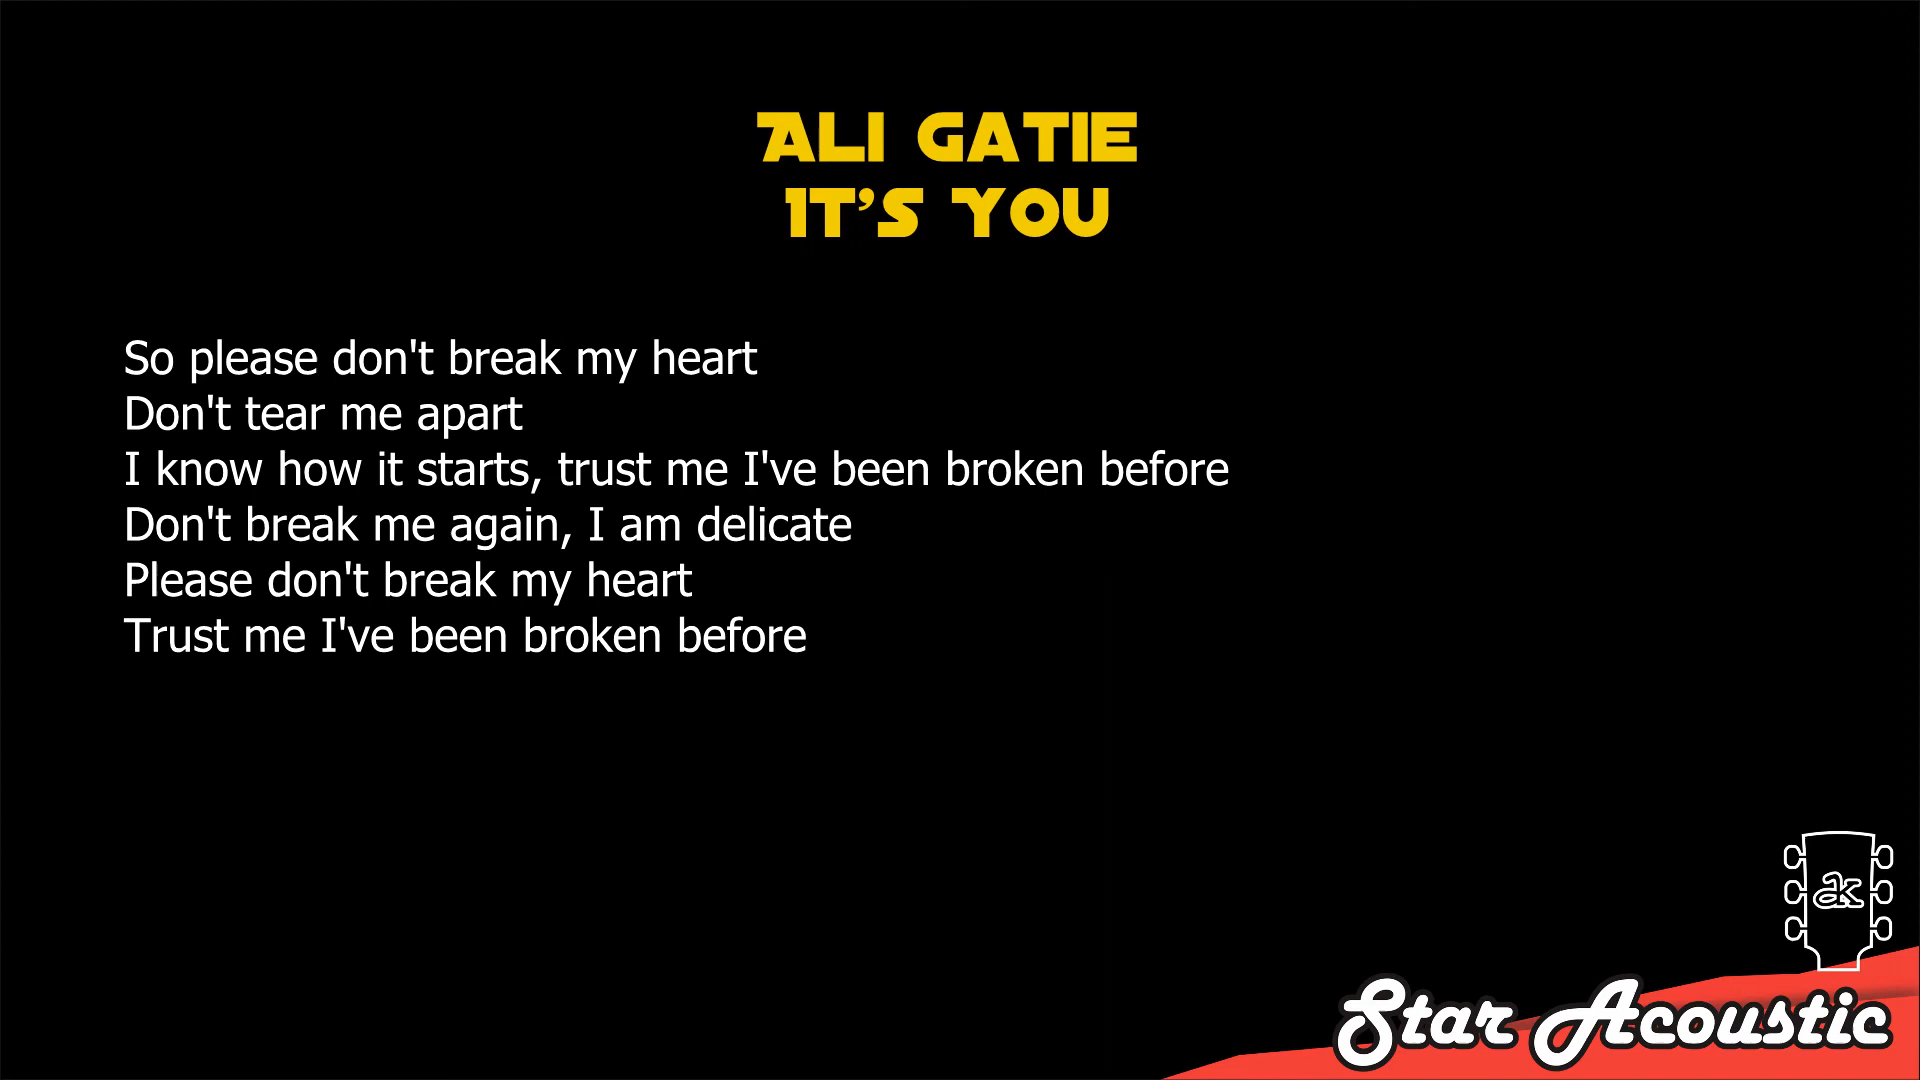 ALI GATIE
IT'S YOU
So please don't break my heart
Don't tear me apart
I know how it starts, trust me I've been broken before
Don't break me again, I am delicate
Please don't break my heart
Trust me I've been broken before
ak
Star Acoustic